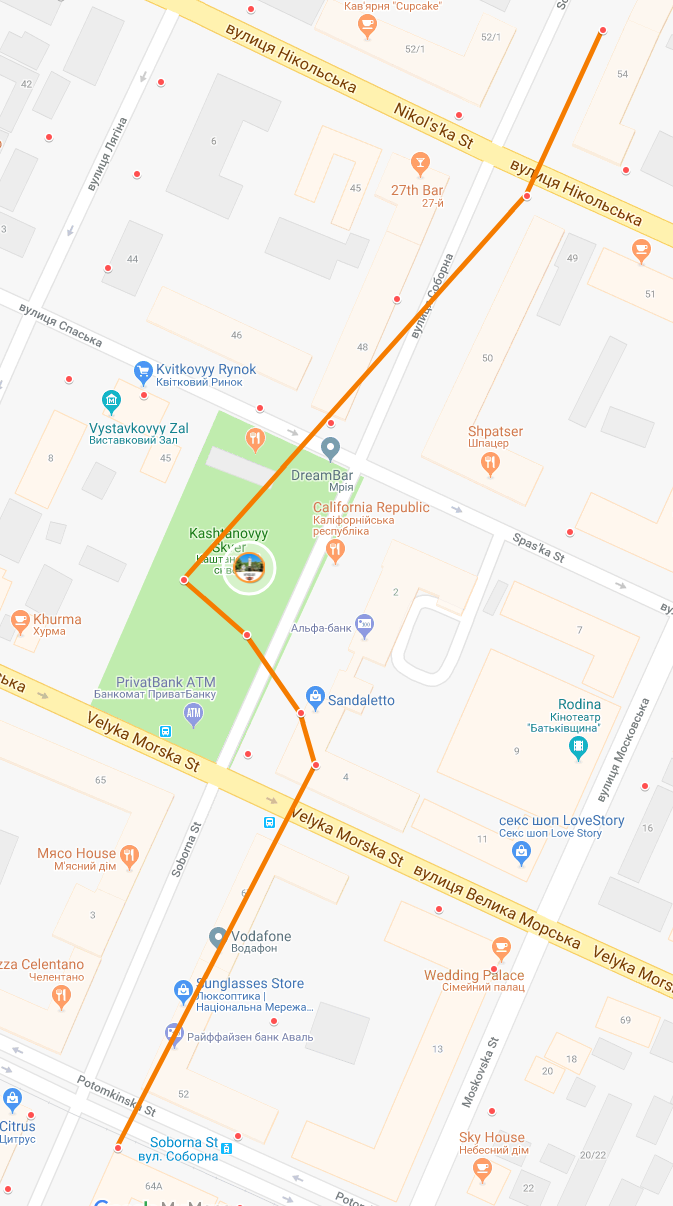 Кав'ярня "Cupcake"
52/1
52/1
вулиця Нікольська
54
42
Nikol's'ka St
6
вулиця Лягіна
вулиця Нікольська
27th Bar
27-й
45
44
49
51
вулиця Соборна
вулиця Спаська
46
48
50
Kvitkovyy Rynok
Квітковий Ринок
Vystavkovyy Zal
Виставковий Зал
8
45
Shpatser
Шпацер
DreamBar
Мрія
California Republic
Каліфорнійська
республіка
Kashtanovyy
Skver
Spas'ka St
2
7
Khurma
Хурма
Альфа-банк
PrivatBank ATM
Банкомат ПриватБанку
ATM
Sandaletto
Rodina
Кінотеатр
"Батьківщина"
Velyka Morska St
вулиця Московська
9
65
4
Soborna St
Velyka Morska St
секс шоп LoveStory
Секс шоп Love Story
11
16
Мясо House
М'ясний дім
вулиця Велика Морська
3
Velyka Mors
Vodafone
Водафон
zza Celentano
Челентано
Wedding Palace
Сімейний палац
Sunglasses Store
Люксоптика |
Національна Мережа...
69
Райффайзен банк Аваль
13
18
20
Moskovska St
Potomkinska St
52
Citrus
Цитрус
Soborna St
вул. Соборна
Sky House
Небесний дім
20/22
64A
22